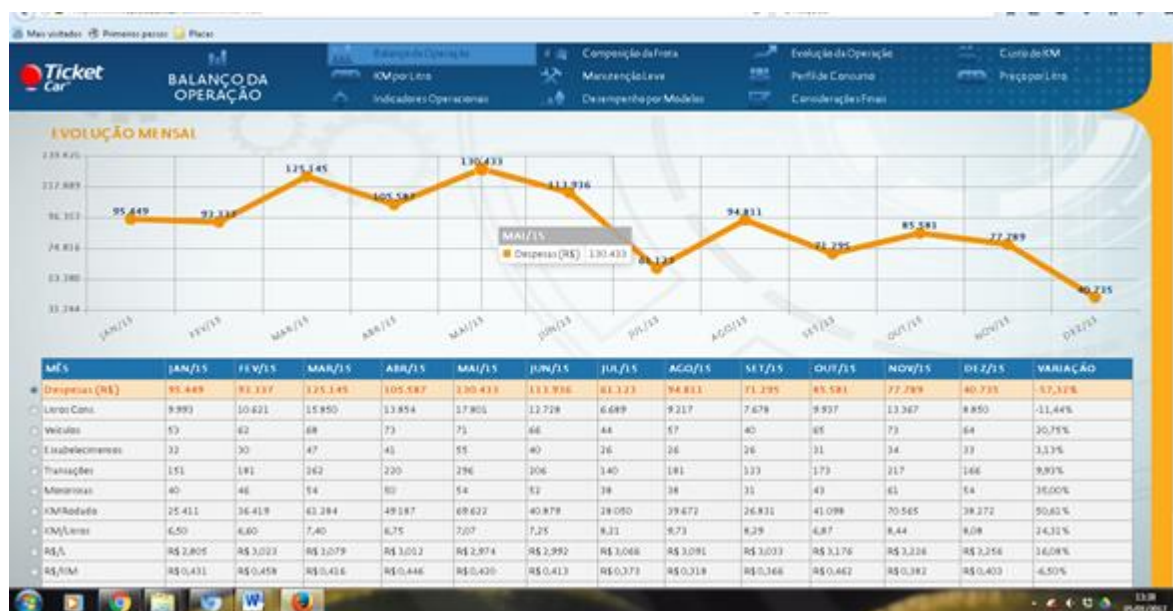 Mais visitados Primeiros passos Placas
Ticket Car
BALANÇO DA OPERAÇÃO
Balanço da Operação
KM por Litro
Indicadores Operacionais
Composição da Frota
Manutenção Leve
Desempenho por Modelos
Evolução da Operação
Perfil de Consumo
Considerações Finais
Custo de KM
Preço por Litro
EVOLUÇÃO MENSAL
117.889
96.353
74.816
53.280
95.449
93.337
125.145
105.587
130.433
113.936
61.123
94.811
71.295
85.581
77.789
40.735
MAI/15
Despesas (R$) 130.433
JAN/15 FEV/15 MAR/15 ABR/15 MAI/15 JUN/15 JUL/15 AGO/15 SET/15 OUT/15 NOV/15 DEZ/15
MÊS JAN/15 FEV/15 MAR/15 ABR/15 MAI/15 JUN/15 JUL/15 AGO/15 SET/15 OUT/15 NOV/15 DEZ/15 VARIAÇÃO
Despesas (R$) 95.449 93.337 125.145 105.587 130.433 113.936 61.123 94.811 71.295 85.581 77.789 40.735 -57,32%
Litros Cons. 9.993 10.621 15.850 13.854 17.801 12.728 6.689 9.217 7.678 9.937 13.367 8.850 -11,44%
Veículos 53 62 68 73 71 66 44 57 40 65 73 64 20,75%
Estabelecimentos 32 30 47 41 55 40 26 26 26 31 34 33 3,13%
Transações 151 181 262 220 296 206 140 181 123 173 217 166 9,93%
Motoristas 40 46 54 50 54 52 38 38 31 43 61 54 35,00%
KM Rodado 25.411 36.419 61.284 49.187 69.622 40.878 28.050 39.672 26.831 41.098 70.565 38.272 50,61%
KM/Litros 6,50 6,60 7,40 6,75 7,07 7,25 8,21 9,73 8,29 6,87 8,44 8,08 24,31%
R$/L R$ 2,805 R$ 3,023 R$ 3,079 R$ 3,012 R$ 2,974 R$ 2,992 R$ 3,066 R$ 3,091 R$ 3,033 R$ 3,176 R$ 3,226 R$ 3,256 16,08%
R$/KM R$ 0,431 R$ 0,458 R$ 0,416 R$ 0,446 R$ 0,420 R$ 0,413 R$ 0,373 R$ 0,318 R$ 0,366 R$ 0,462 R$ 0,382 R$ 0,403 -6,50%